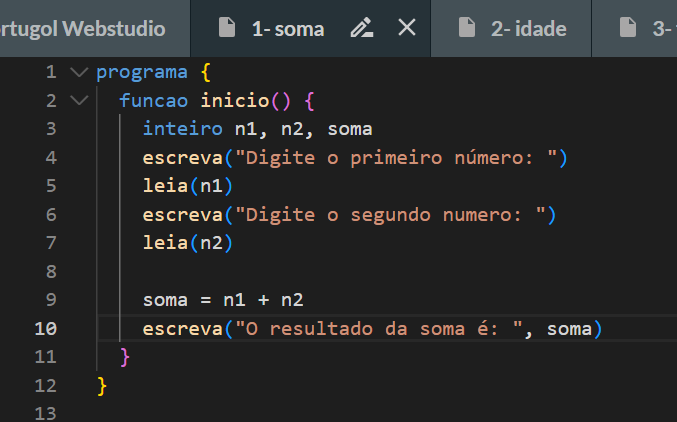 rtugol Webstudio 1- soma 2- idade 3-
1 programa {
2 funcao inicio() {
3 inteiro n1, n2, soma
4 escreva("Digite o primeiro número: ")
5 leia(n1)
6 escreva("Digite o segundo numero: ")
7 leia(n2)
8
9 soma = n1 + n2
10 escreva("O resultado da soma é: ", soma)
11 }
12 }
13